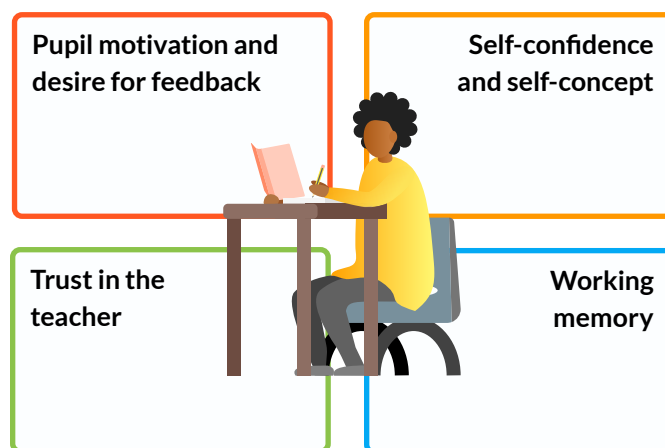 Pupil motivation and
desire for feedback
Self-confidence
and self-concept
Trust in the
teacher
Working
memory